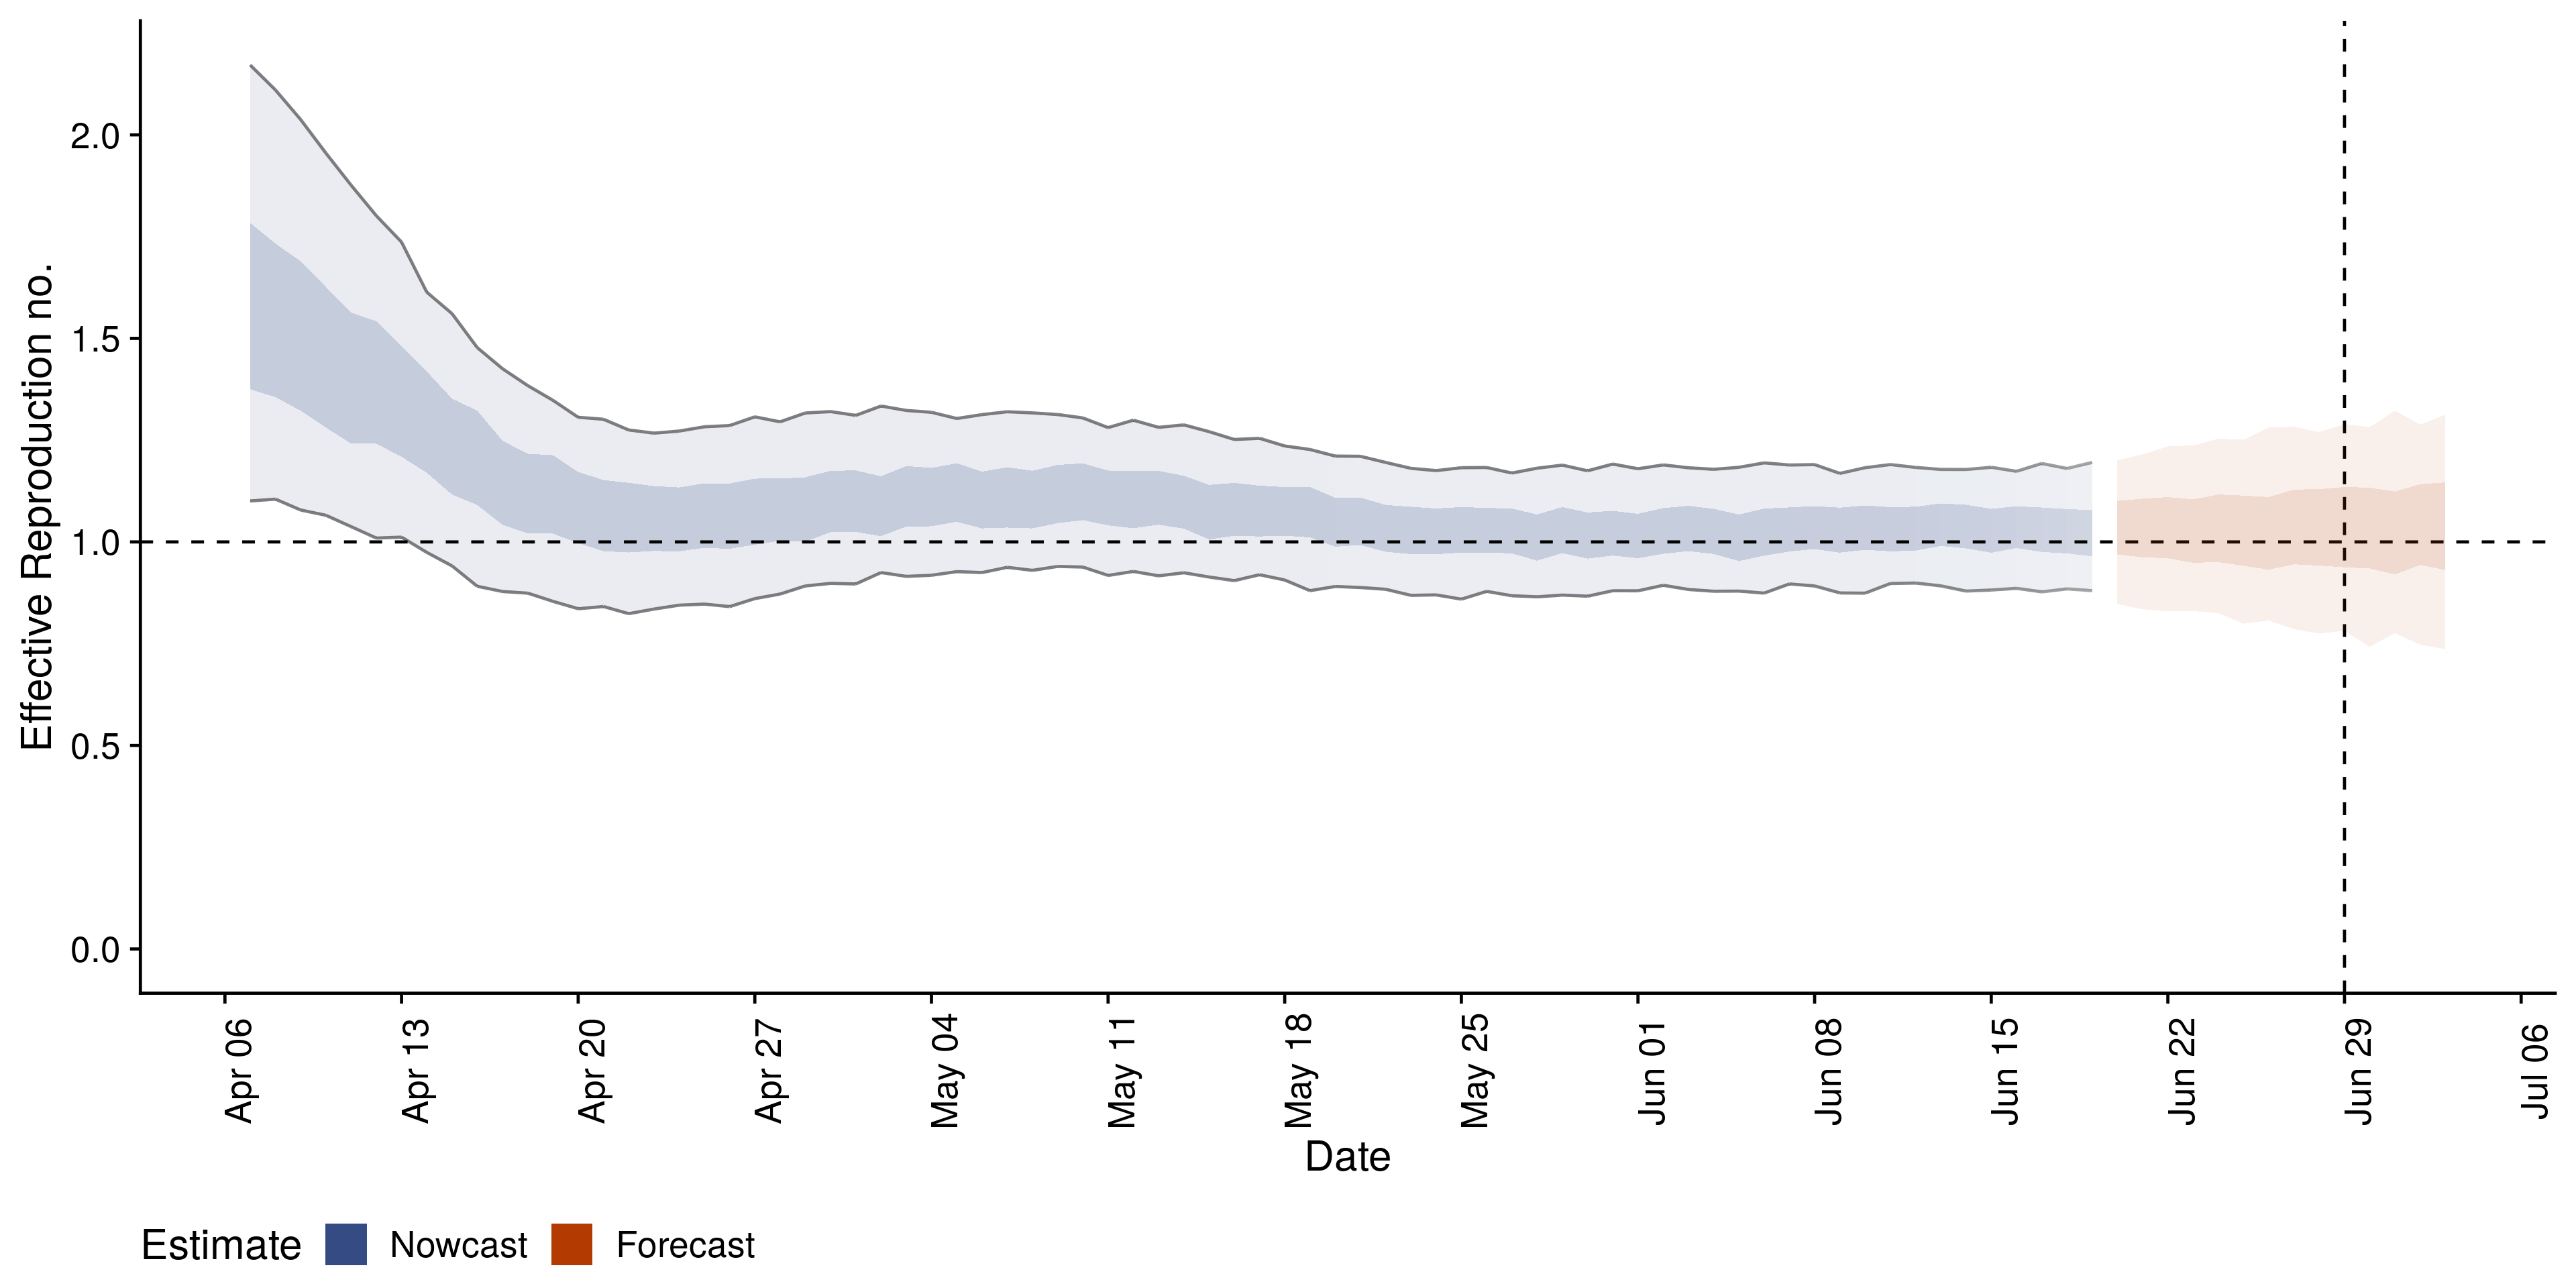 Effective Reproduction no.
2.0
1.5
1.0
0.5
0.0
Apr 06
Apr 13
Apr 20
Apr 27
May 04
May 11
May 18
May 25
Jun 01
Jun 08
Jun 15
Jun 22
Jun 29
Jul 06
Date
Estimate Nowcast Forecast